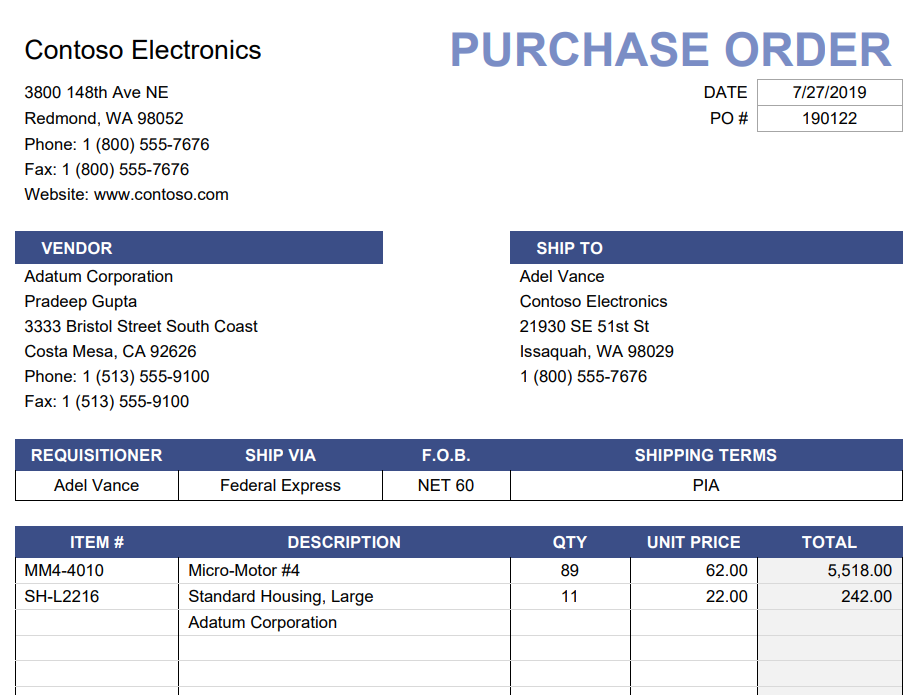 Contoso Electronics
PURCHASE ORDER
3800 148th Ave NE
DATE 7/27/2019
Redmond, WA 98052
PO # 190122
Phone: 1 (800) 555-7676
Fax: 1 (800) 555-7676
Website: www.contoso.com
VENDOR
Adatum Corporation
Pradeep Gupta
3333 Bristol Street South Coast
Costa Mesa, CA 92626
Phone: 1 (513) 555-9100
Fax: 1 (513) 555-9100
SHIP TO
Adel Vance
Contoso Electronics
21930 SE 51st St
Issaquah, WA 98029
1 (800) 555-7676
REQUISITIONER SHIP VIA F.O.B. SHIPPING TERMS
Adel Vance Federal Express NET 60 PIA
ITEM # DESCRIPTION QTY UNIT PRICE TOTAL
MM4-4010 Micro-Motor #4 89 62.00 5,518.00
SH-L2216 Standard Housing, Large 11 22.00 242.00
Adatum Corporation